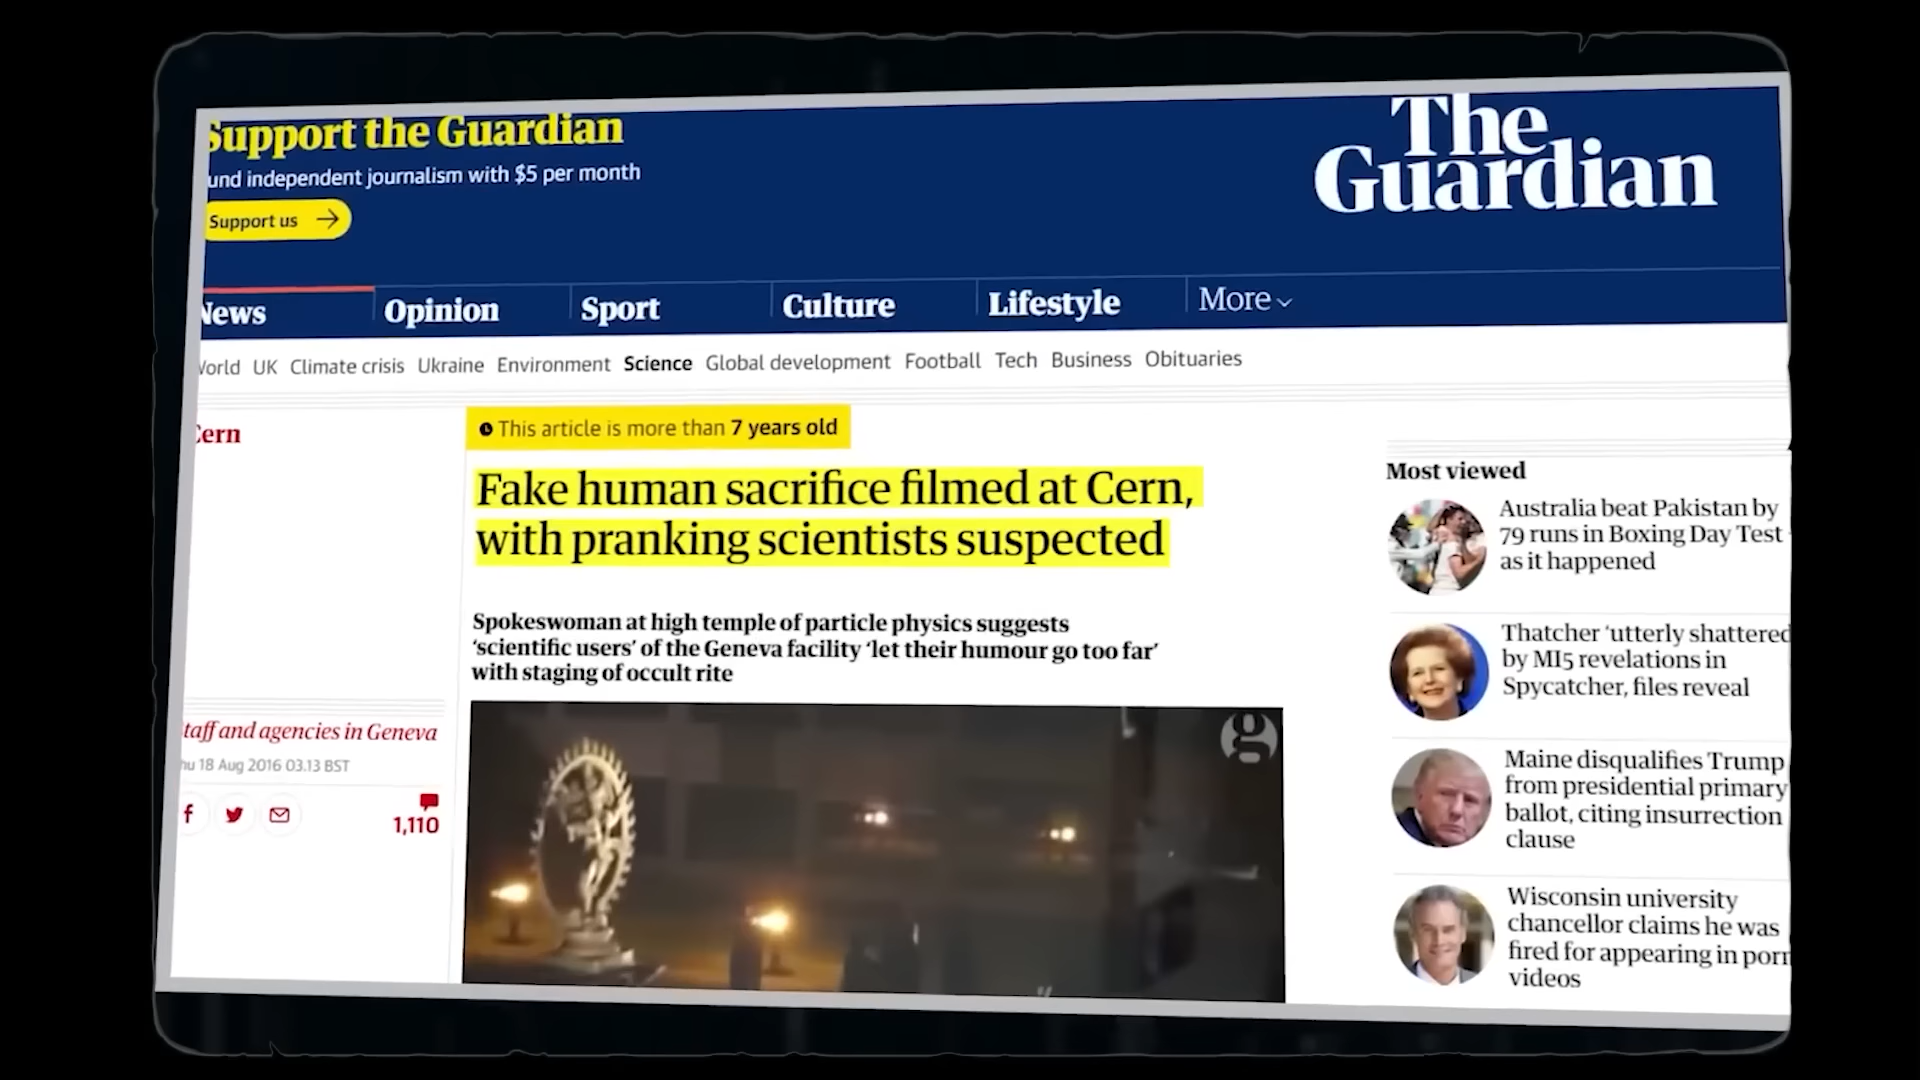 Support the Guardian
und independent journalism with $5 per month
Support us
The
Guardian
News
Opinion
Sport
Culture
Lifestyle
More
World UK Climate crisis Ukraine Environment Science Global development Football Tech Business Obituaries
Cern
This article is more than 7 years old
Fake human sacrifice filmed at Cern,
with pranking scientists suspected
Spokeswoman at high temple of particle physics suggests
‘scientific users’ of the Geneva facility ‘let their humour go too far’
with staging of occult rite
taff and agencies in Geneva
hu 18 Aug 2016 03.13 BST
1,110
g
Most viewed
Australia beat Pakistan by
79 runs in Boxing Day Test -
as it happened
Thatcher ‘utterly shattered
by MI5 revelations in
Spycatcher, files reveal
Maine disqualifies Trump
from presidential primary
ballot, citing insurrection
clause
Wisconsin university
chancellor claims he was
fired for appearing in porn
videos